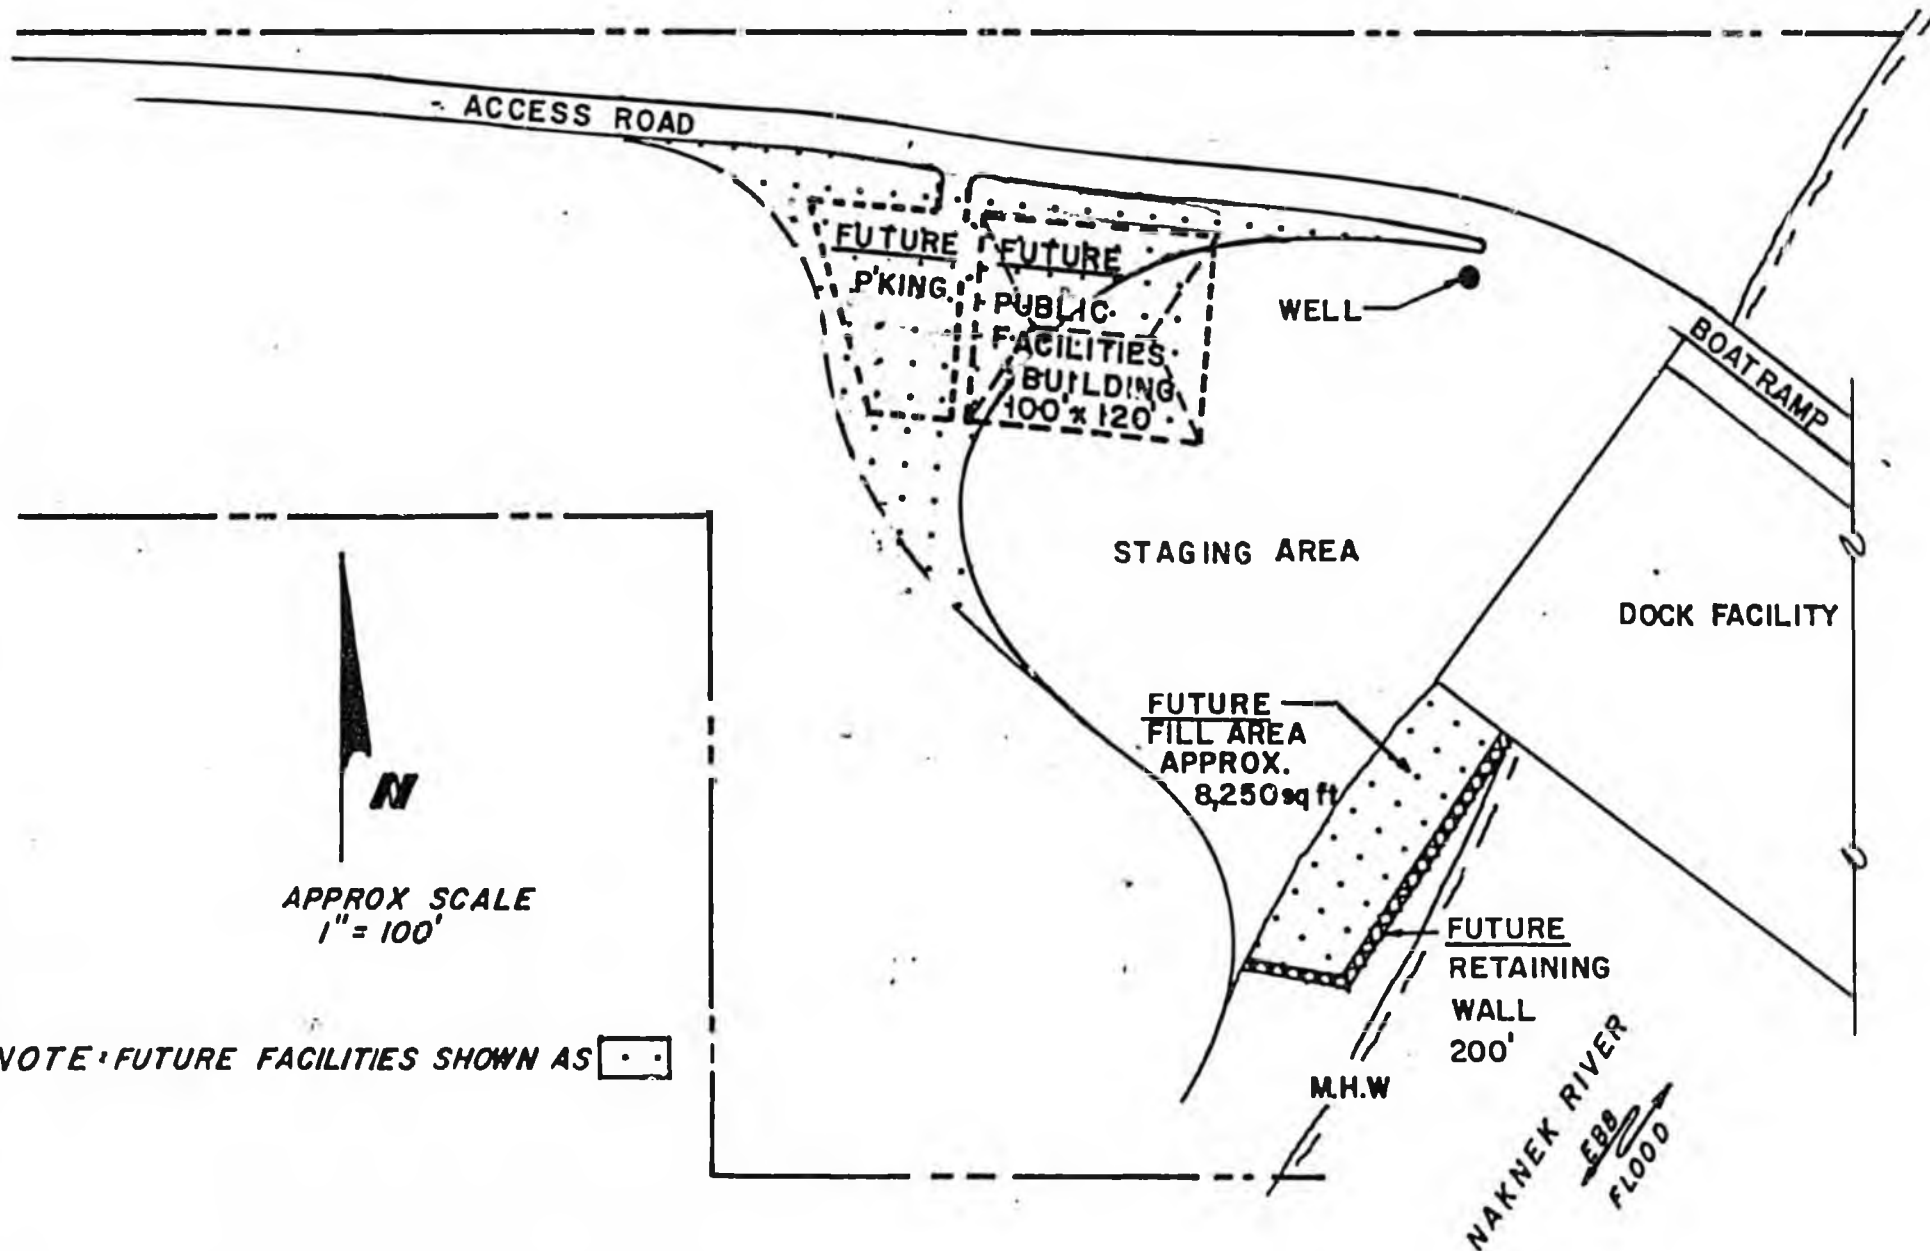 ACCESS ROAD
FUTURE
P'KING
FUTURE
PUBLIC
FACILITIES
BUILDING
100' x 120'
WELL
BOAT RAMP
STAGING AREA
DOCK FACILITY
2
1
FUTURE
FILL AREA
APPROX.
8,250 sq ft
N
APPROX SCALE
1" = 100'
FUTURE
RETAINING
WALL
200'
NOTE: FUTURE FACILITIES SHOWN AS
M.H.W
NAKNEK RIVER
EBB
FLOOD